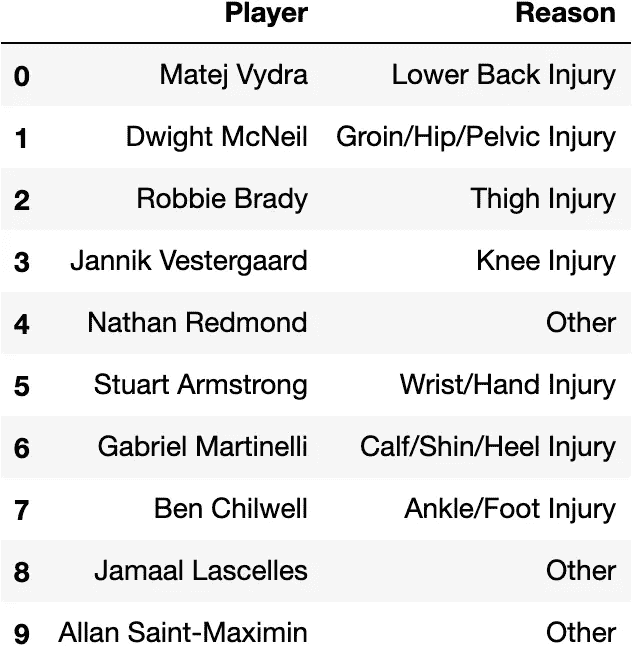 Player Reason
0 Matej Vydra Lower Back Injury
1 Dwight McNeil Groin/Hip/Pelvic Injury
2 Robbie Brady Thigh Injury
3 Jannik Vestergaard Knee Injury
4 Nathan Redmond Other
5 Stuart Armstrong Wrist/Hand Injury
6 Gabriel Martinelli Calf/Shin/Heel Injury
7 Ben Chilwell Ankle/Foot Injury
8 Jamaal Lascelles Other
9 Allan Saint-Maximin Other